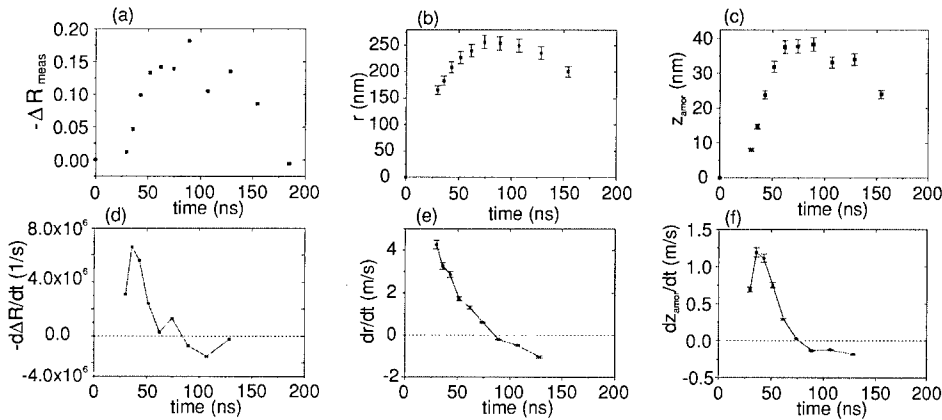 (a)
0.20
0.15
0.10
0.05
0.00
-Δ R meas
0 50 100 150 200
time (ns)
(b)
250
200
150
100
50
0
r (nm)
0 50 100 150 200
time (ns)
(c)
40
30
20
10
0
z amor (nm)
0 50 100 150 200
time (ns)
(d)
8.0x10⁶
4.0x10⁶
0.0
-4.0x10⁶
-dΔR/dt (1/s)
0 50 100 150 200
time (ns)
(e)
4
2
0
-2
dr/dt (m/s)
0 50 100 150 200
time (ns)
(f)
1.5
1.0
0.5
0.0
-0.5
dz amor/dt (m/s)
0 50 100 150 200
time (ns)